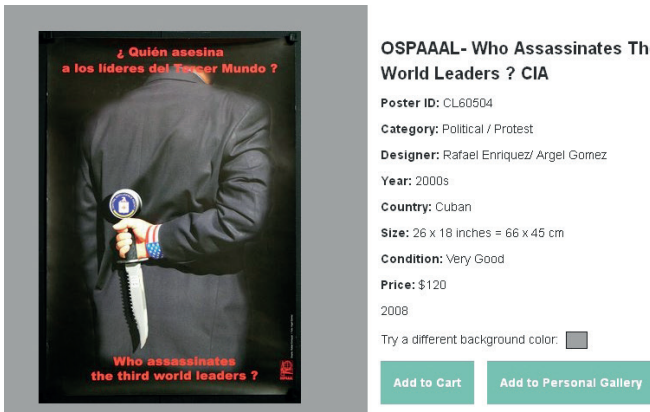 ¿ Quién asesina
a los líderes del Tercer Mundo ?
Who assassinates
the third world leaders ?
OSPAAAL- Who Assassinates Th
World Leaders ? CIA
Poster ID: CL60504
Category: Political / Protest
Designer: Rafael Enriquez/ Argel Gomez
Year: 2000s
Country: Cuban
Size: 26 x 18 inches = 66 x 45 cm
Condition: Very Good
Price: $120
2008
Try a different background color:
Add to Cart
Add to Personal Gallery